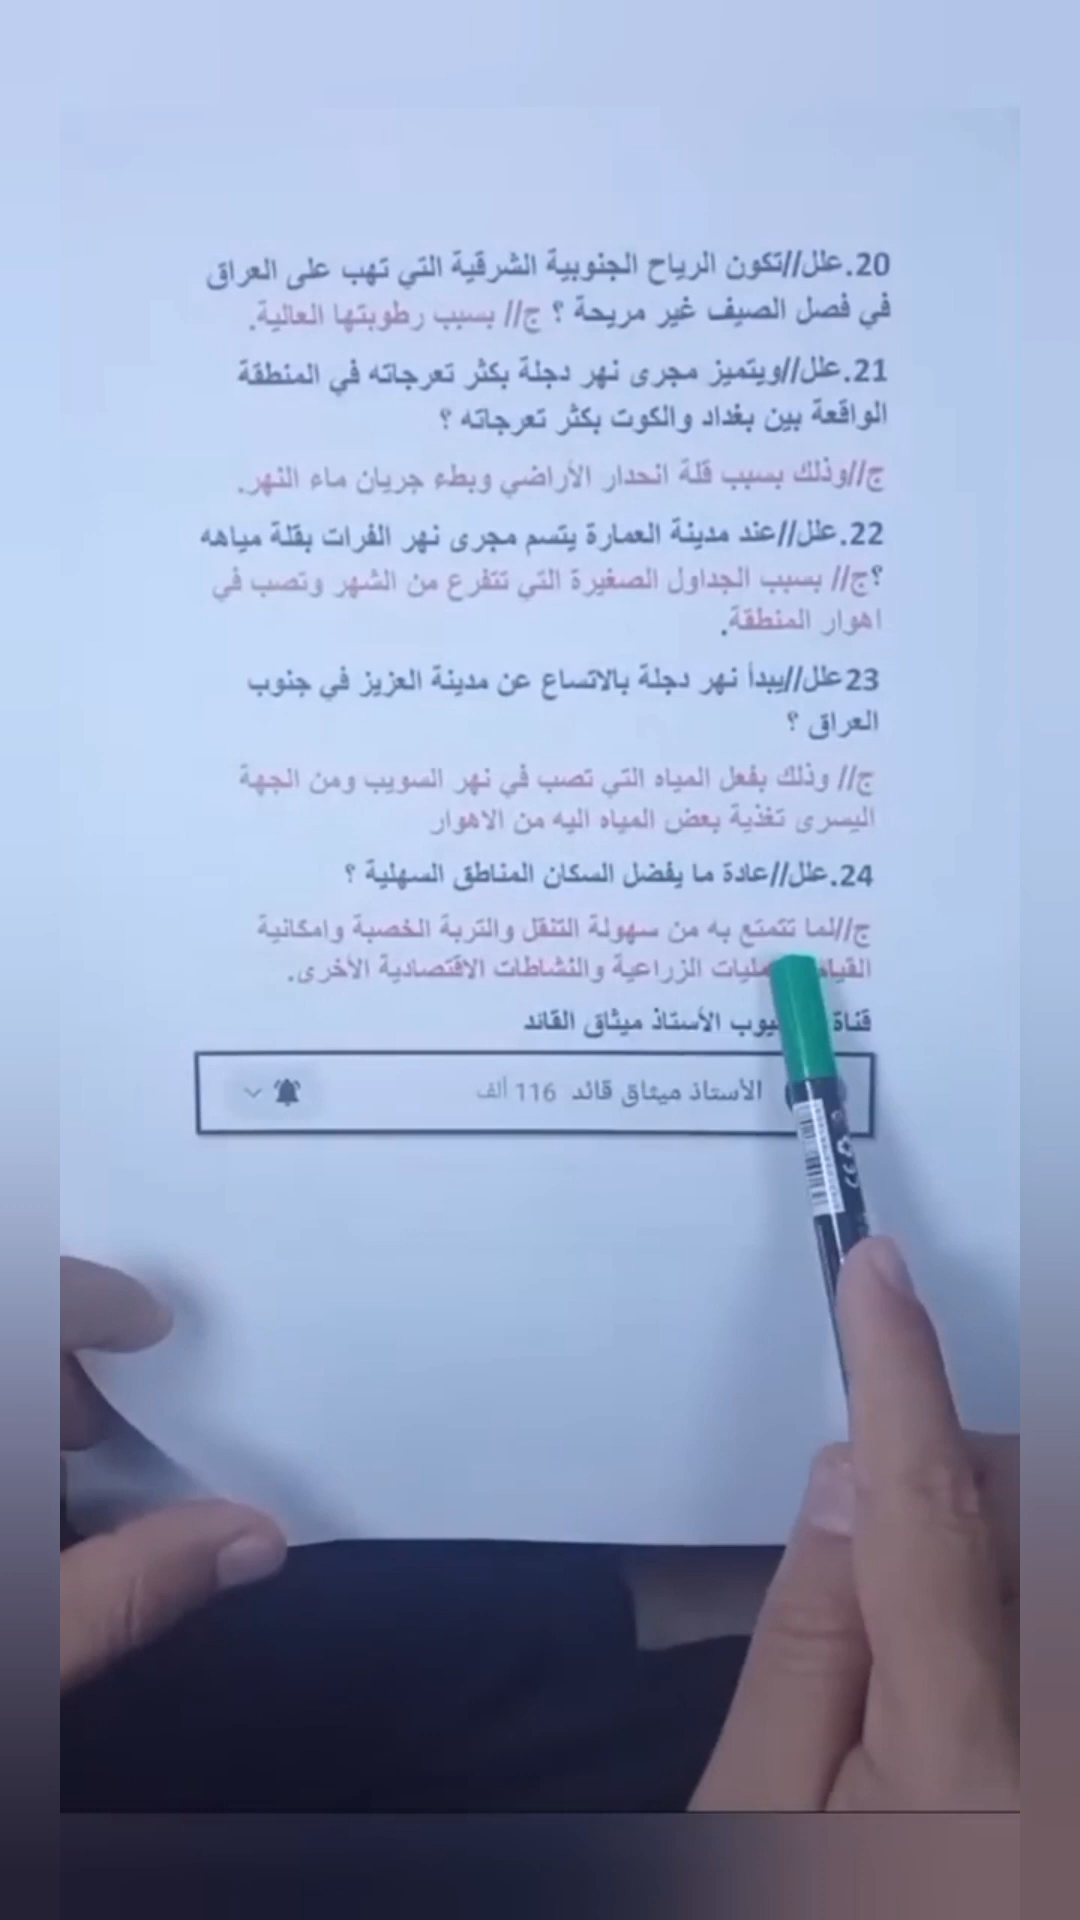 20.علل//تكون الرياح الجنوبية الشرقية التي تهب على العراق
في فصل الصيف غير مريحة ؟ ج// بسبب رطوبتها العالية.
21.علل//ويتميز مجرى نهر دجلة بكثر تعرجاته في المنطقة
الواقعة بين بغداد والكوت بكثر تعرجاته ؟
ج//وذلك بسبب قلة انحدار الأراضي وبطء جريان ماء النهر.
22.علل//عند مدينة العمارة يتسم مجرى نهر الفرات بقلة مياهه
؟ج// بسبب الجداول الصغيرة التي تتفرع من الشهر وتصب في
اهوار المنطقة.
23علل//يبدأ نهر دجلة بالاتساع عن مدينة العزيز في جنوب
العراق ؟
ج// وذلك بفعل المياه التي تصب في نهر السويب ومن الجهة
اليسرى تغذية بعض المياه اليه من الاهوار
24.علل//عادة ما يفضل السكان المناطق السهلية ؟
ج//لما تتمتع به من سهولة التنقل والتربة الخصبة وامكانية
الزراعية والنشاطات الاقتصادية الأخرى.
قناة الأستاذ ميثاق القائد
الأستاذ ميثاق قائد 116 ألف